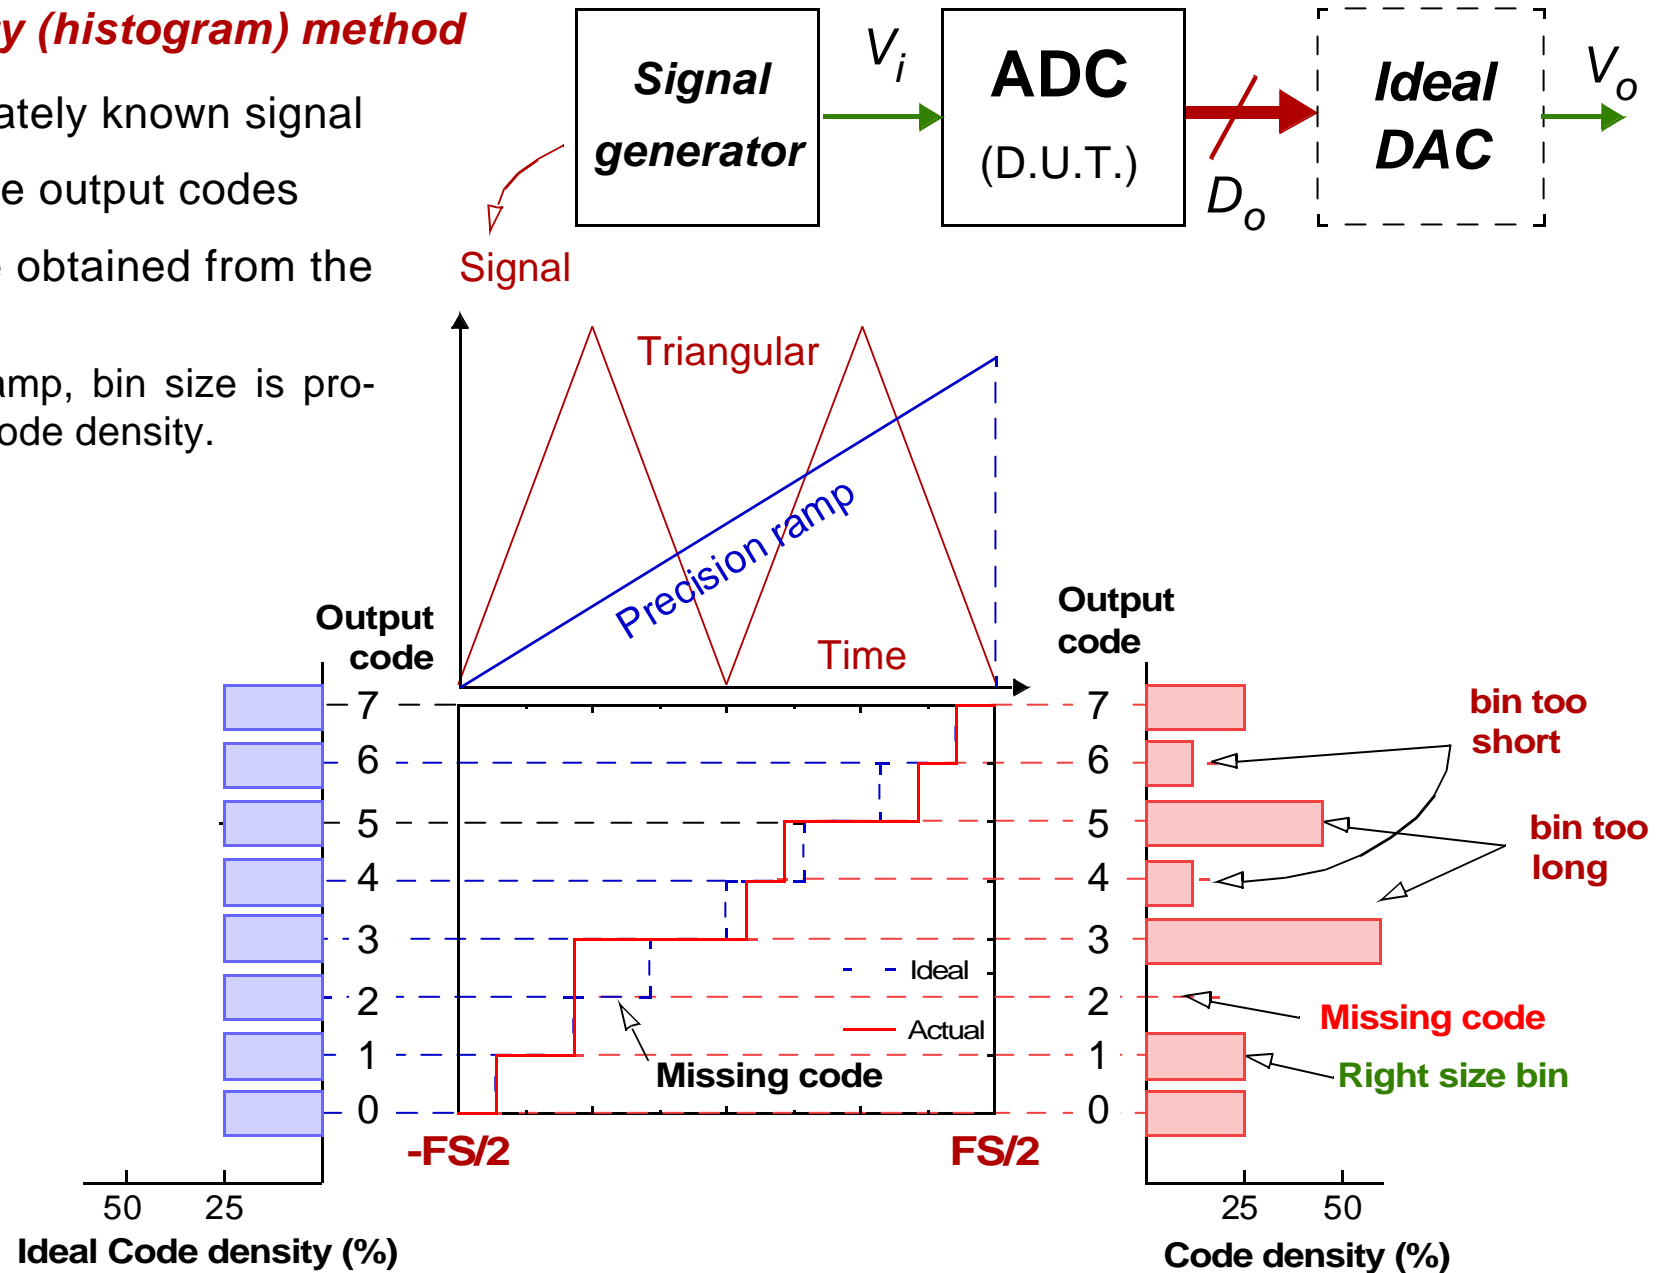 y (histogram) method
ately known signal
e output codes
e obtained from the
amp, bin size is pro-
ode density.
Signal
generator
Vi
ADC
(D.U.T.)
Do
Ideal
DAC
Vo
Signal
Triangular
Precision ramp
Time
Output
code
7
6
5
4
3
2
1
0
50 25
Ideal Code density (%)
Ideal
Actual
Missing code
-FS/2
FS/2
Output
code
7
6
5
4
3
2
1
0
25 50
Code density (%)
bin too
short
bin too
long
Missing code
Right size bin